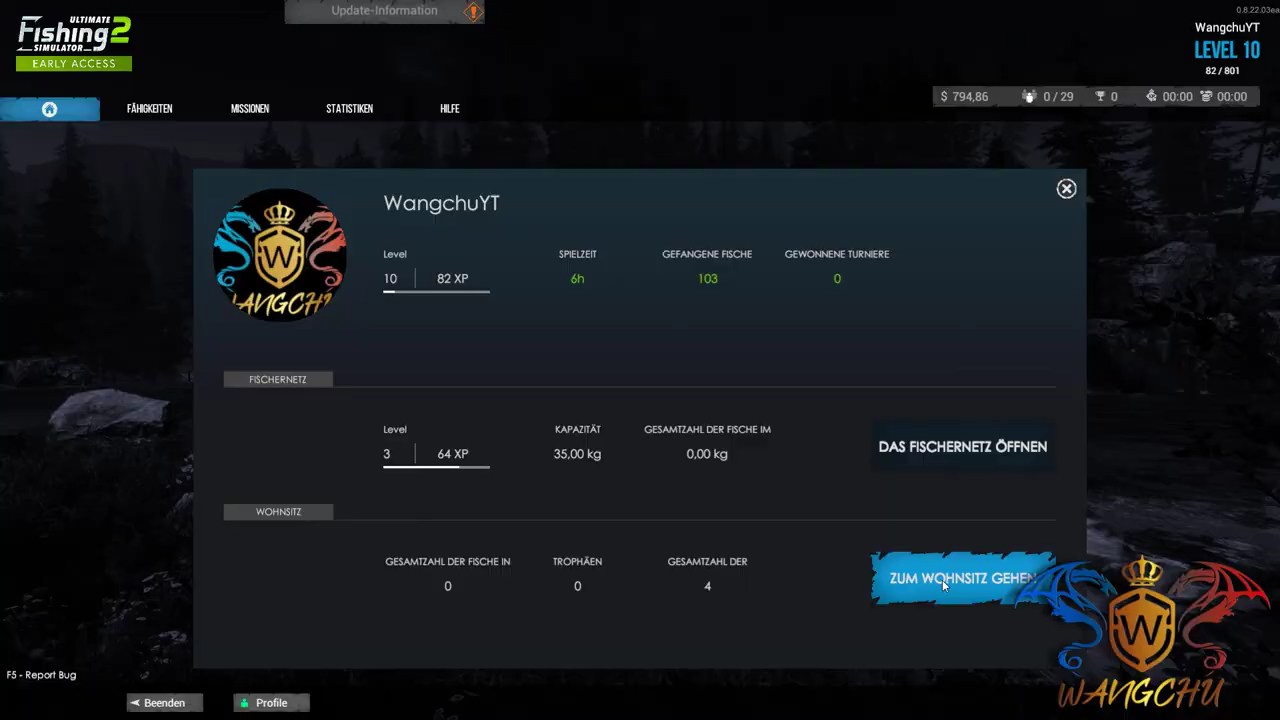 Update-Information
0.8.22.03ea
ULTIMATE
Fishing 2
SIMULATOR
EARLY ACCESS
WangchuYT
LEVEL 10
82 / 801
FÄHIGKEITEN
MISSIONEN
STATISTIKEN
HILFE
$ 794,86
0 / 29
0
00:00
00:00
WangchuYT
W
WANGCHÚ
Level
SPIELZEIT
GEFANGENE FISCHE
GEWONNENE TURNIERE
10
82 XP
6h
103
0
FISCHERNETZ
Level
KAPAZITÄT
GESAMTZAHL DER FISCHE IM
3
64 XP
35,00 kg
0,00 kg
DAS FISCHERNETZ ÖFFNEN
WOHNSITZ
GESAMTZAHL DER FISCHE IN
TROPHÄEN
GESAMTZAHL DER
0
0
4
ZUM WOHNSITZ GEHEN
W
WANGCHÚ
F5 - Report Bug
Beenden
Profile